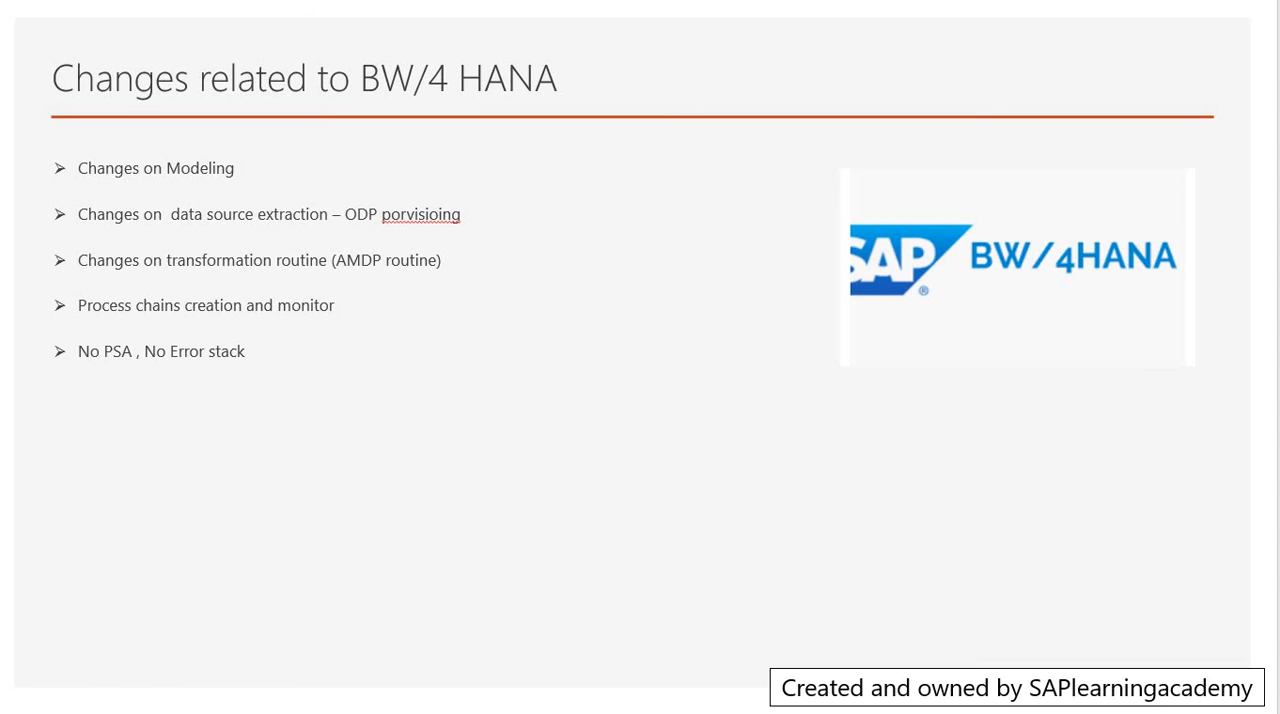 Changes related to BW/4 HANA
➢ Changes on Modeling
➢ Changes on  data source extraction – ODP porvisioing
➢ Changes on transformation routine (AMDP routine)
➢ Process chains creation and monitor
➢ No PSA , No Error stack
SAP® BW/4HANA
Created and owned by SAPlearningacademy